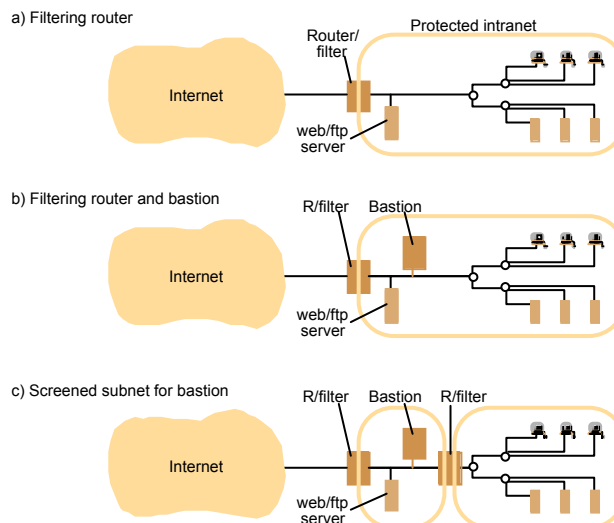 a) Filtering router
Protected intranet
Router/
filter
Internet
web/ftp
server
b) Filtering router and bastion
R/filter
Bastion
Internet
web/ftp
server
c) Screened subnet for bastion
R/filter
Bastion
R/filter
Internet
web/ftp
server